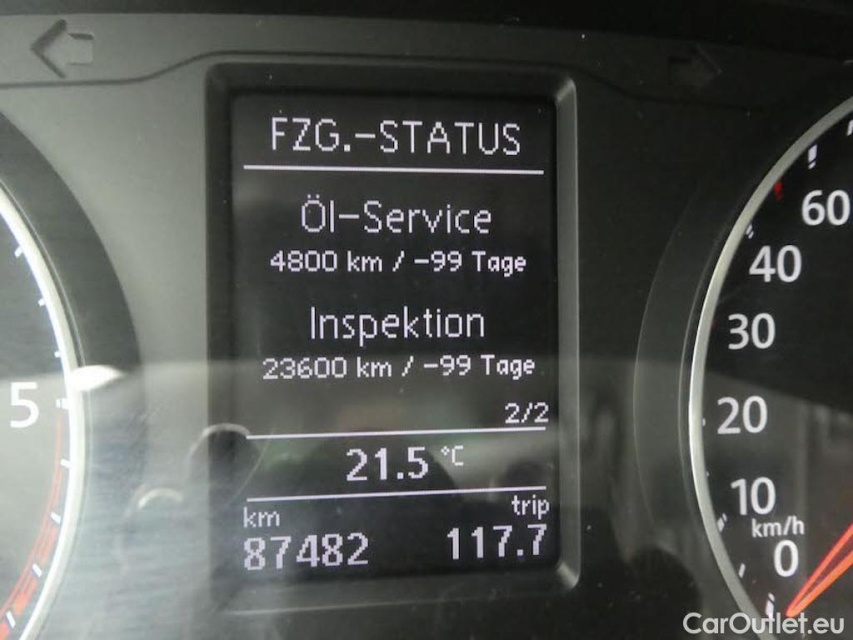 FZG.-STATUS
Öl-Service
4800 km / -99 Tage
Inspektion
23600 km / -99 Tage
2/2
21.5 °C
km trip
87482 117.7
5
60
40
30
20
10
km/h
0
CarOutlet.eu